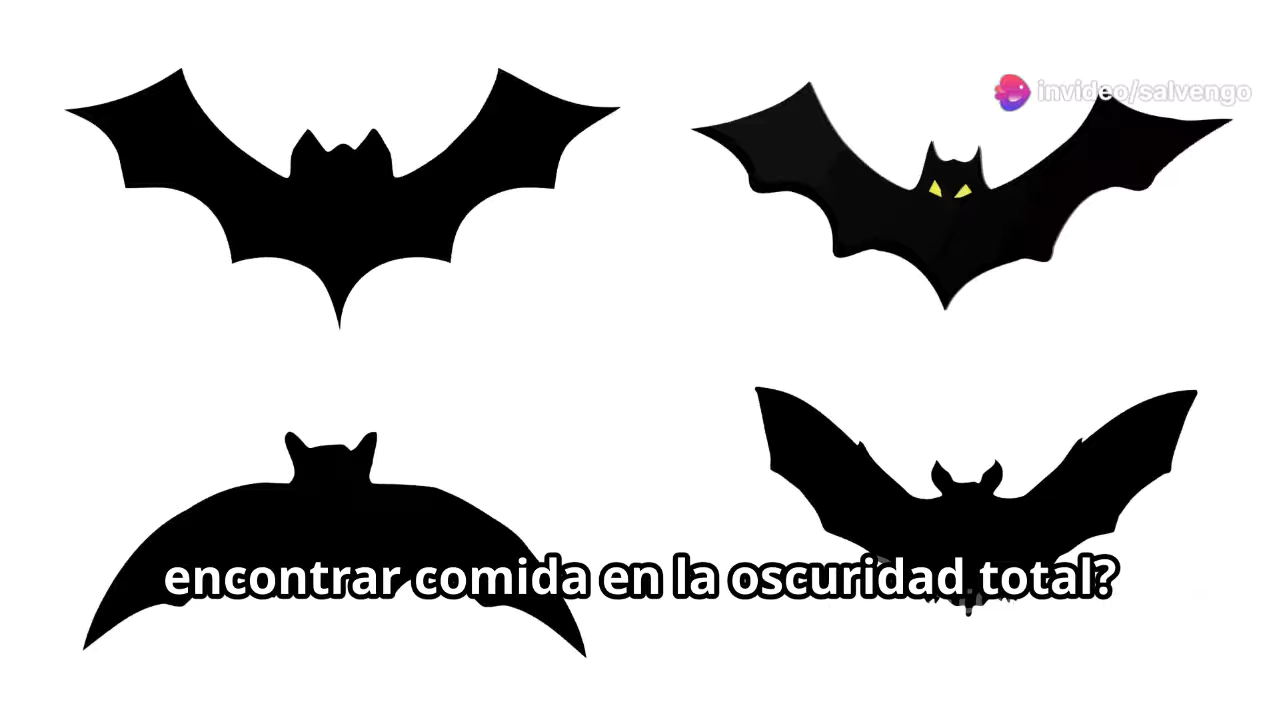 invideo/salvengo
encontrar comida en la oscuridad total?